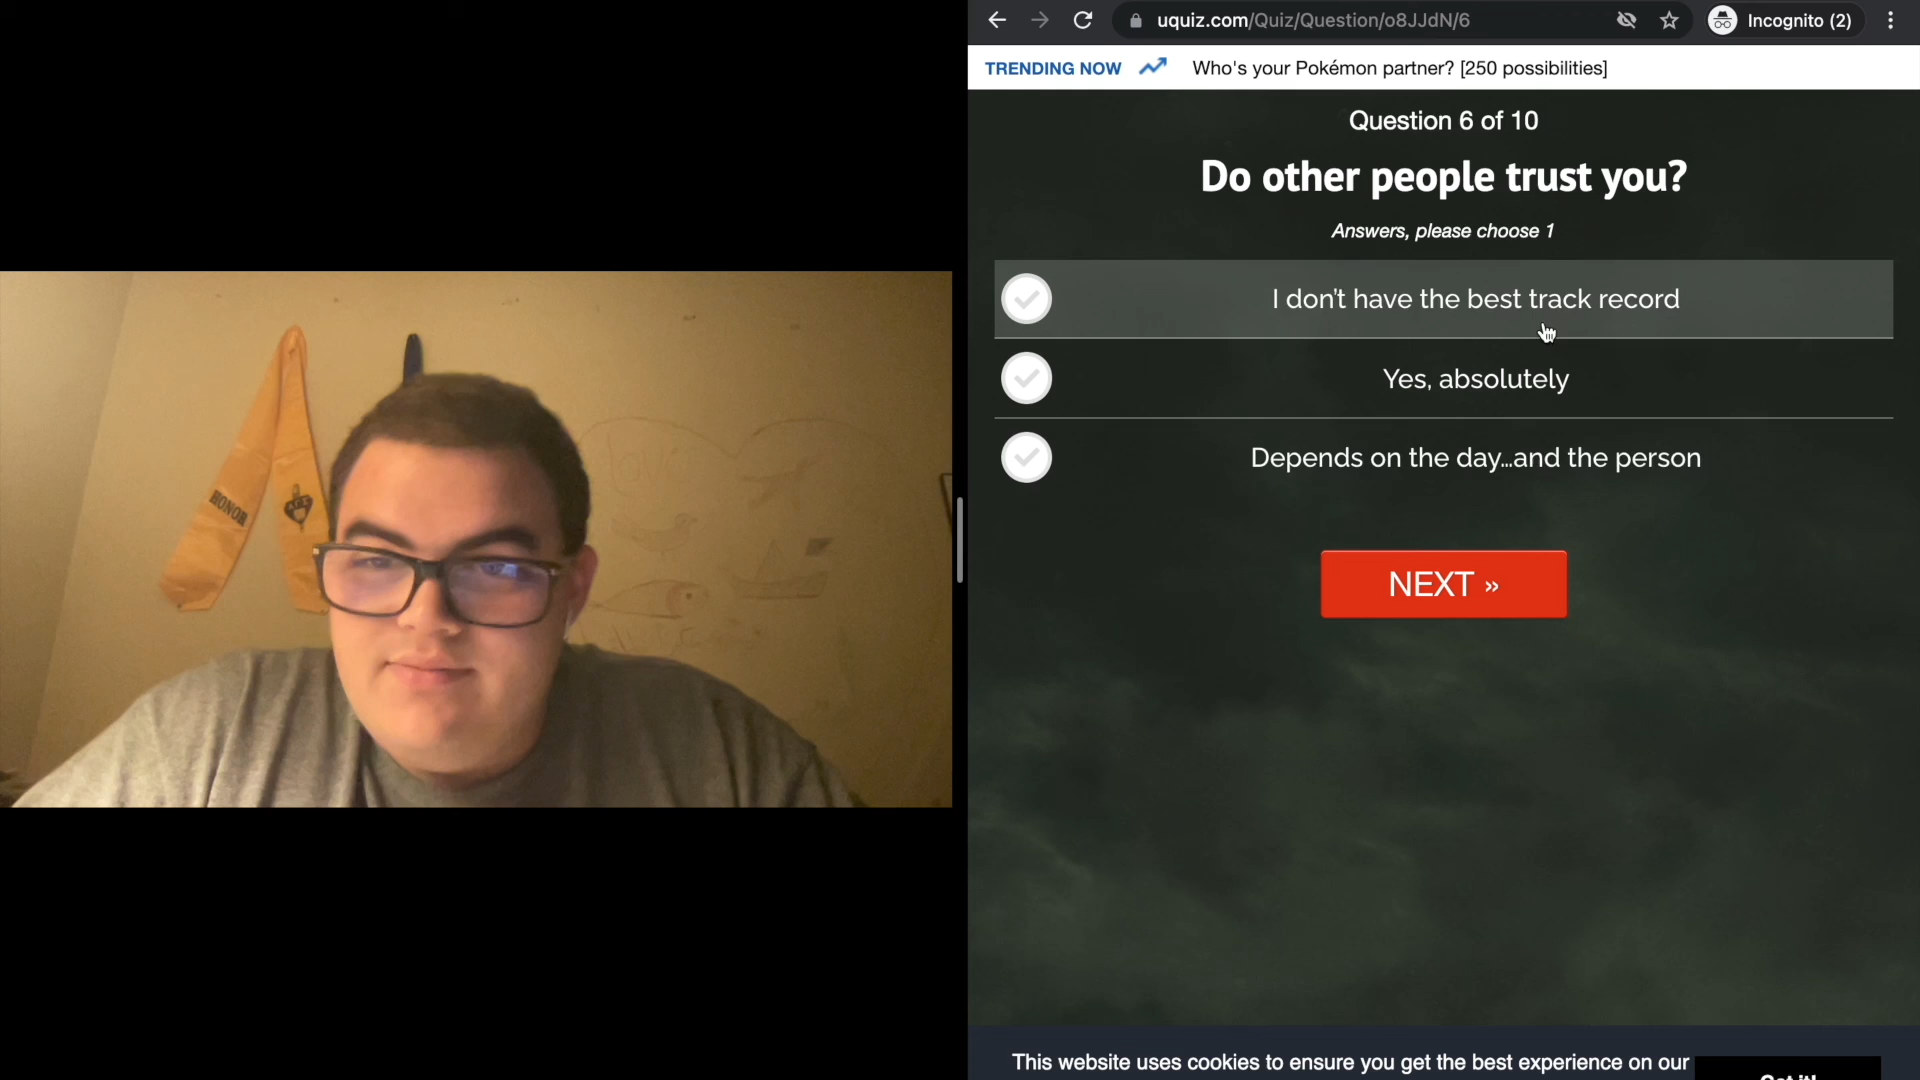 HONOR
uquiz.com/Quiz/Question/o8JJdN/6
Incognito (2)
TRENDING NOW
Who's your Pokémon partner? [250 possibilities]
Question 6 of 10
Do other people trust you?
Answers, please choose 1
I don't have the best track record
Yes, absolutely
Depends on the day...and the person
NEXT »
This website uses cookies to ensure you get the best experience on our